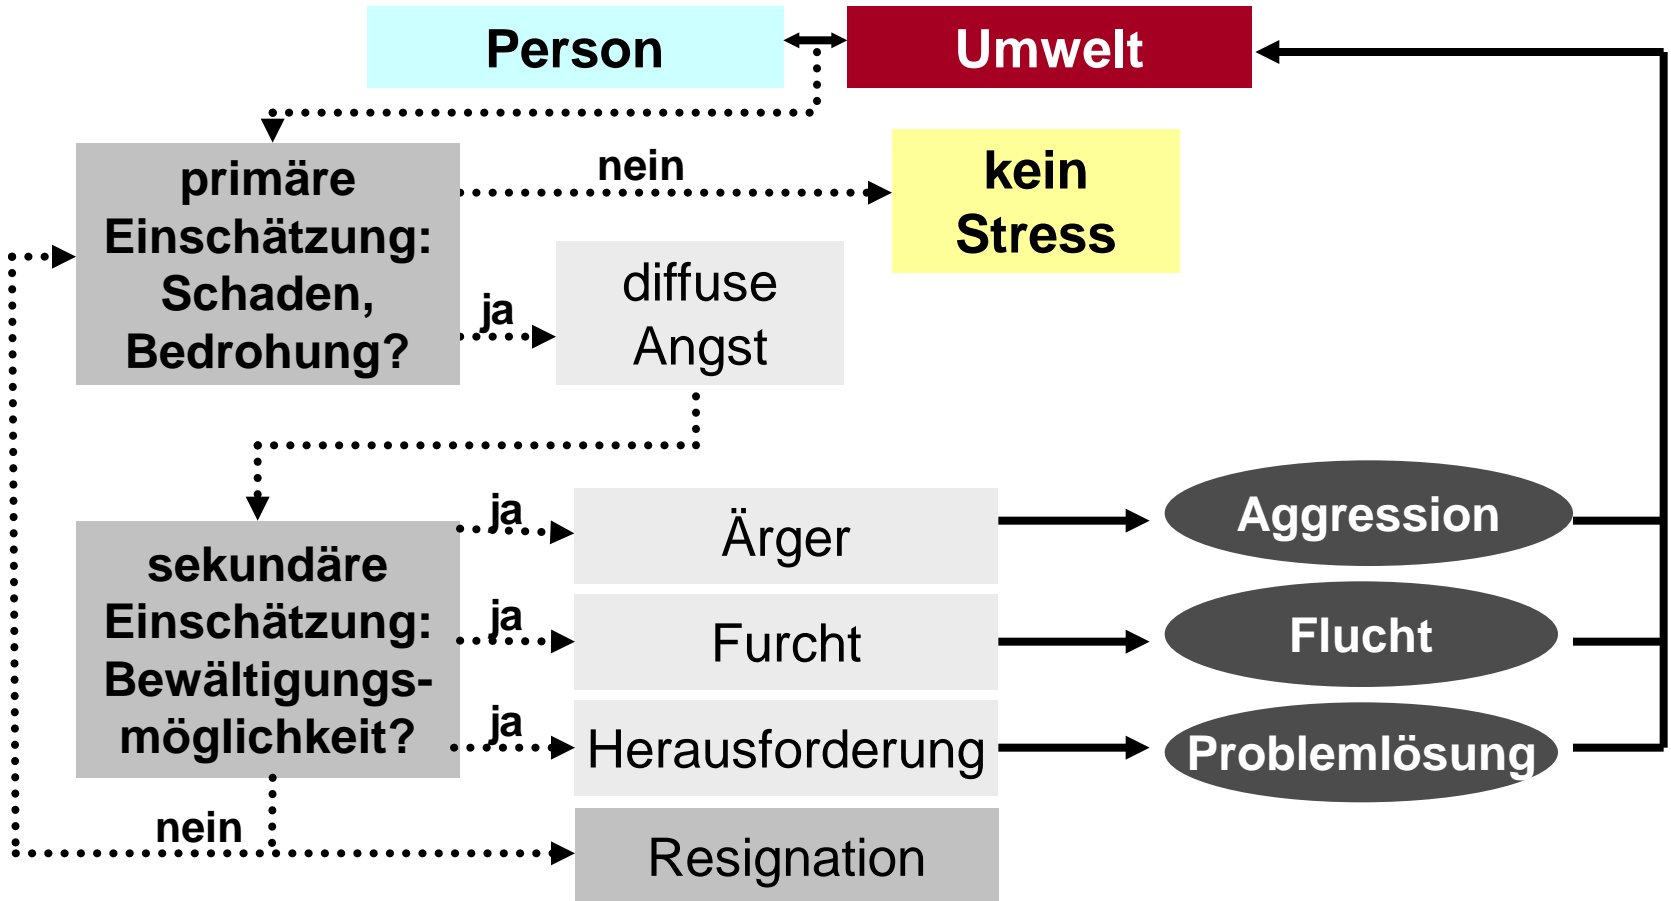 Person
Umwelt
primäre
Einschätzung:
Schaden,
Bedrohung?
nein
kein
Stress
ja
diffuse
Angst
sekundäre
Einschätzung:
Bewältigungs-
möglichkeit?
ja
Ärger
Aggression
ja
Furcht
Flucht
ja
Herausforderung
Problemlösung
nein
Resignation